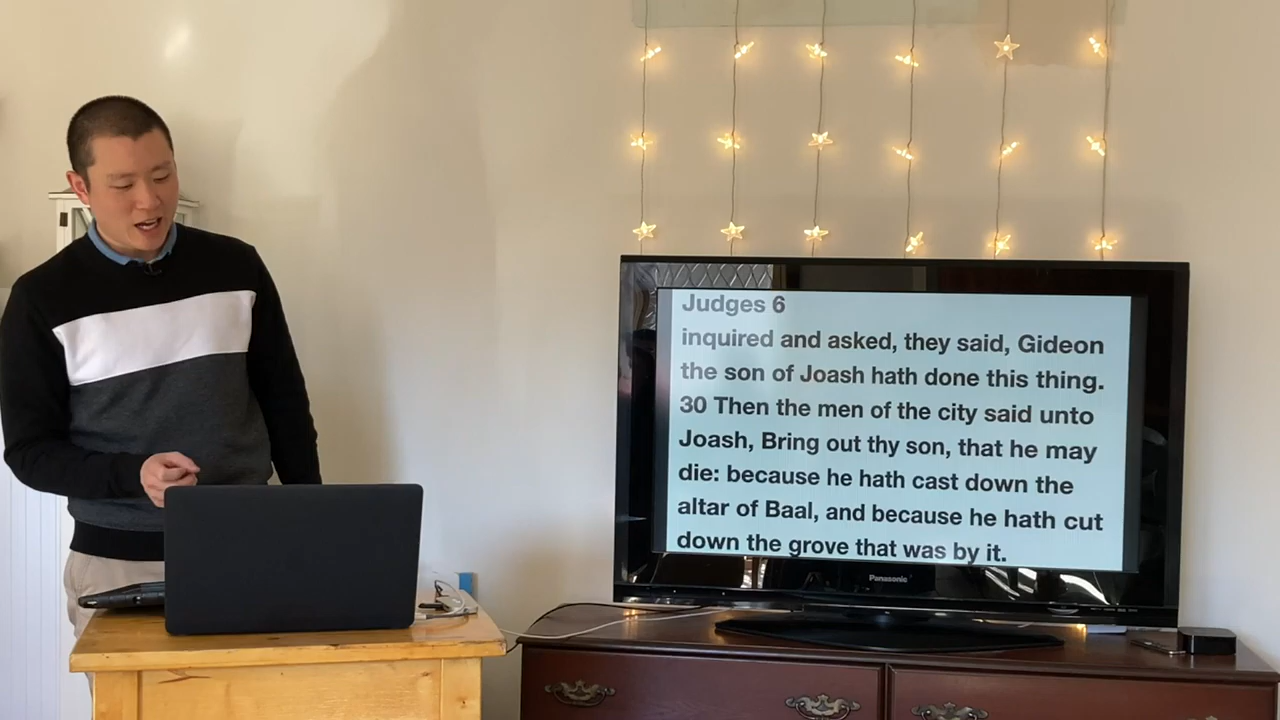 Judges 6
inquired and asked, they said, Gideon
the son of Joash hath done this thing.
30 Then the men of the city said unto
Joash, Bring out thy son, that he may
die: because he hath cast down the
altar of Baal, and because he hath cut
down the grove that was by it.
Panasonic